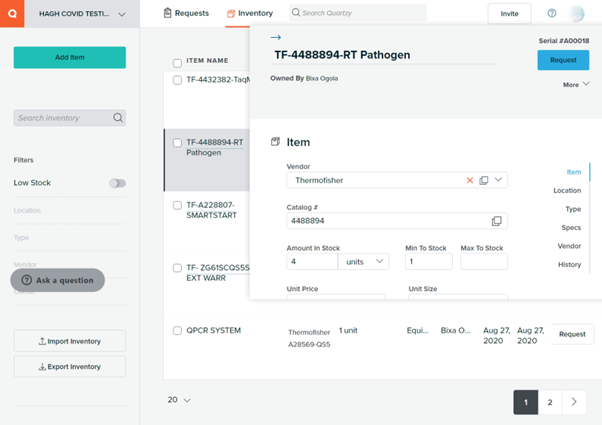 Q HAGH COVID TESTI... Requests Inventory Search Quartzy Invite
Add Item
Search inventory
Filters
Low Stock
Location
Type
Vendor
Ask a question
Import Inventory
Export Inventory
ITEM NAME
TF-4432382-TaqM
TF-4488894-RT
Pathogen
TF-A228807-
SMARTSTART
TF- ZG61SCQS5S
EXT WARR
QPCR SYSTEM
Thermofisher
A28569-QS5
1 unit
Equi...
Bixa O...
Aug 27,
2020
Aug 27,
2020
Request
TF-4488894-RT Pathogen
Owned By Bixa Ogola
Serial #A00018
Request
More
Item
Vendor
Thermofisher
Catalog #
4488894
Amount In Stock
4 units
Min To Stock
1
Max To Stock
Unit Price
Unit Size
Item
Location
Type
Specs
Vendor
History
20
1 2